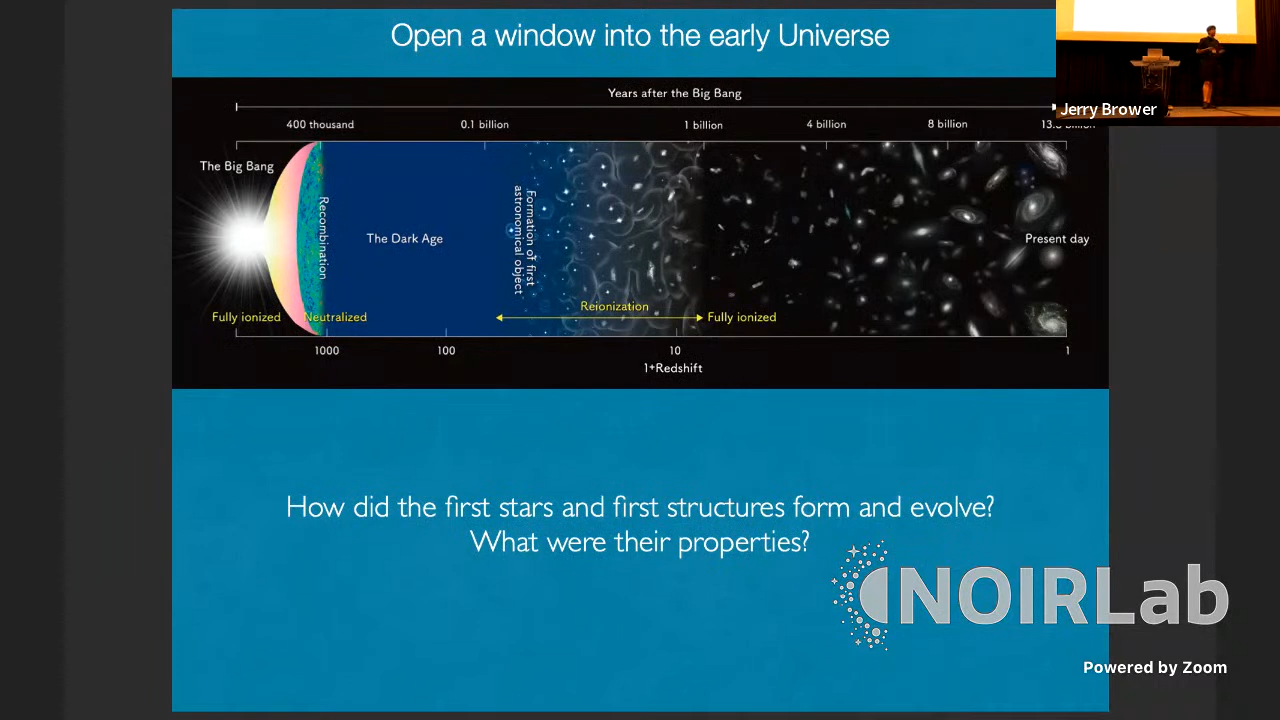 Open a window into the early Universe
Years after the Big Bang
400 thousand
0.1 billion
1 billion
4 billion
8 billion
Jerry Brower
The Big Bang
Recombination
The Dark Age
Formation of first
astronomical object
Present day
Fully ionized
Neutralized
Reionization
Fully ionized
1000
100
10
1
1+Redshift
How did the first stars and first structures form and evolve?
What were their properties?
NOIRLab
Powered by Zoom